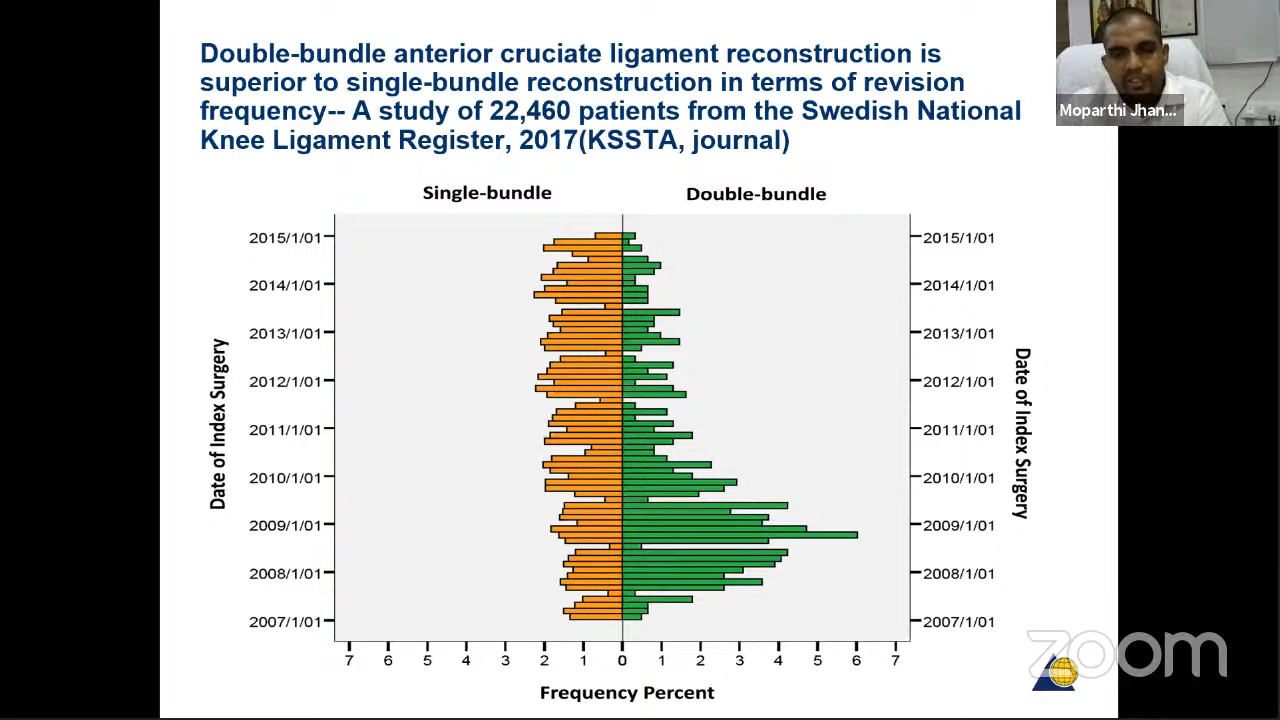 Double-bundle anterior cruciate ligament reconstruction is
superior to single-bundle reconstruction in terms of revision
frequency-- A study of 22,460 patients from the Swedish National
Knee Ligament Register, 2017(KSSTA, journal)
Moparthi Jhan...
Single-bundle
Double-bundle
Date of Index Surgery
2015/1/01
2014/1/01
2013/1/01
2012/1/01
2011/1/01
2010/1/01
2009/1/01
2008/1/01
2007/1/01
2015/1/01
2014/1/01
2013/1/01
2012/1/01
2011/1/01
2010/1/01
2009/1/01
2008/1/01
2007/1/01
Date of Index Surgery
7 6 5 4 3 2 1 0 1 2 3 4 5 6 7
Frequency Percent
zoom